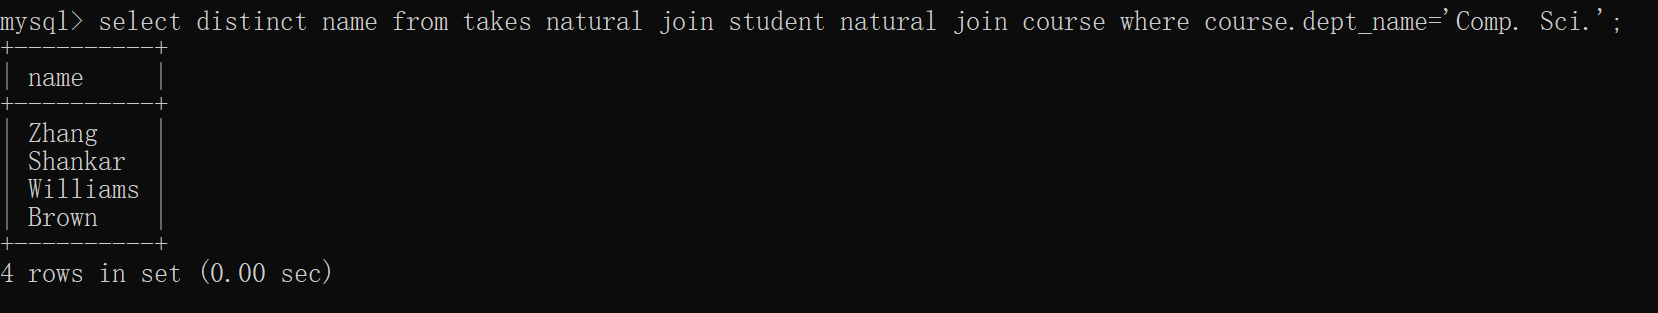 mysql> select distinct name from takes natural join student natural join course where course.dept_name='Comp. Sci.';
+----------+
| name     |
+----------+
| Zhang    |
| Shankar  |
| Williams |
| Brown    |
+----------+
4 rows in set (0.00 sec)